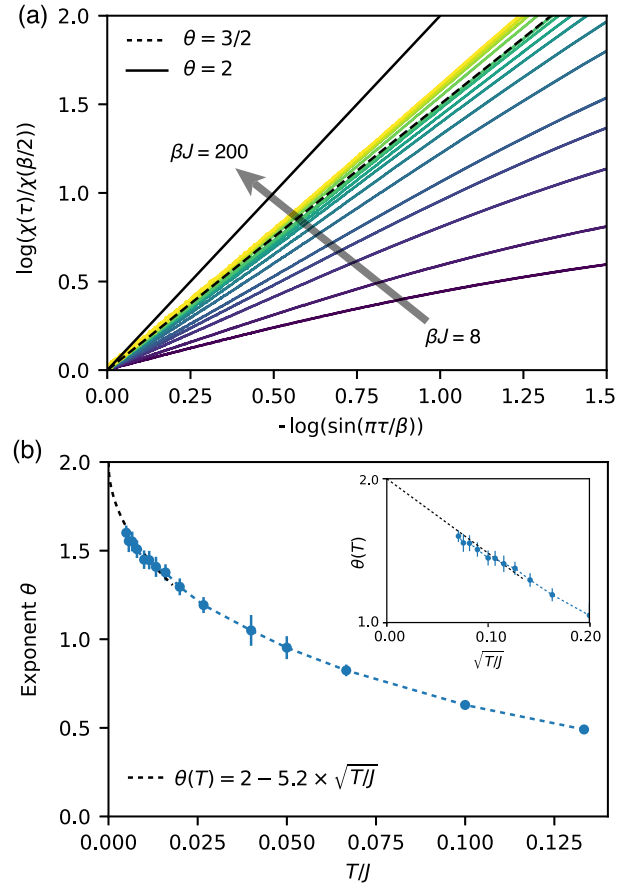 (a)
log(χ(τ)/χ(β/2))
2.0
1.5
1.0
0.5
0.0
θ = 3/2
θ = 2
βJ = 200
βJ = 8
0.00 0.25 0.50 0.75 1.00 1.25 1.5
-log(sin(πτ/β))
(b)
Exponent θ
2.0
1.5
1.0
0.5
0.0
θ(T)
2.0
1.0
0.00 0.10 0.20
√T/J
θ(T) = 2 − 5.2 × √T/J
0.000 0.025 0.050 0.075 0.100 0.125
T/J